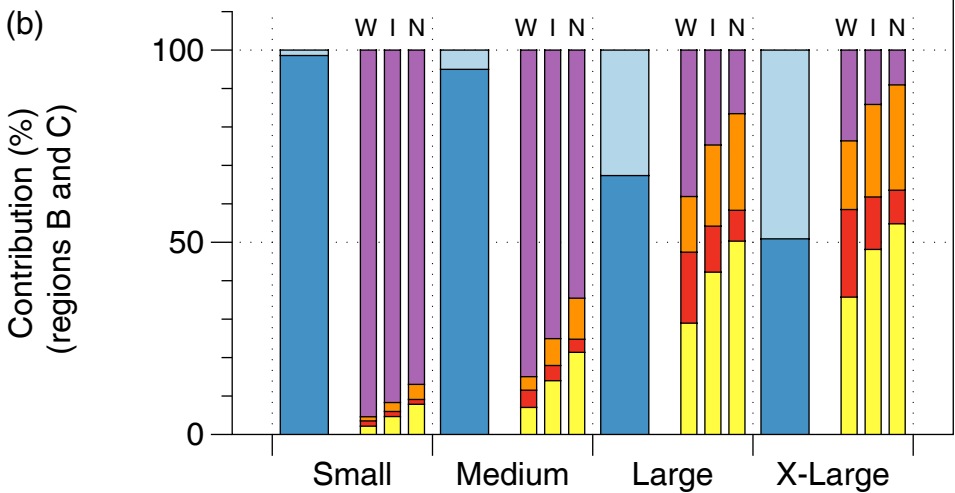 (b)
Contribution (%)
(regions B and C)
100
50
0
W I N
W I N
W I N
W I N
Small
Medium
Large
X-Large